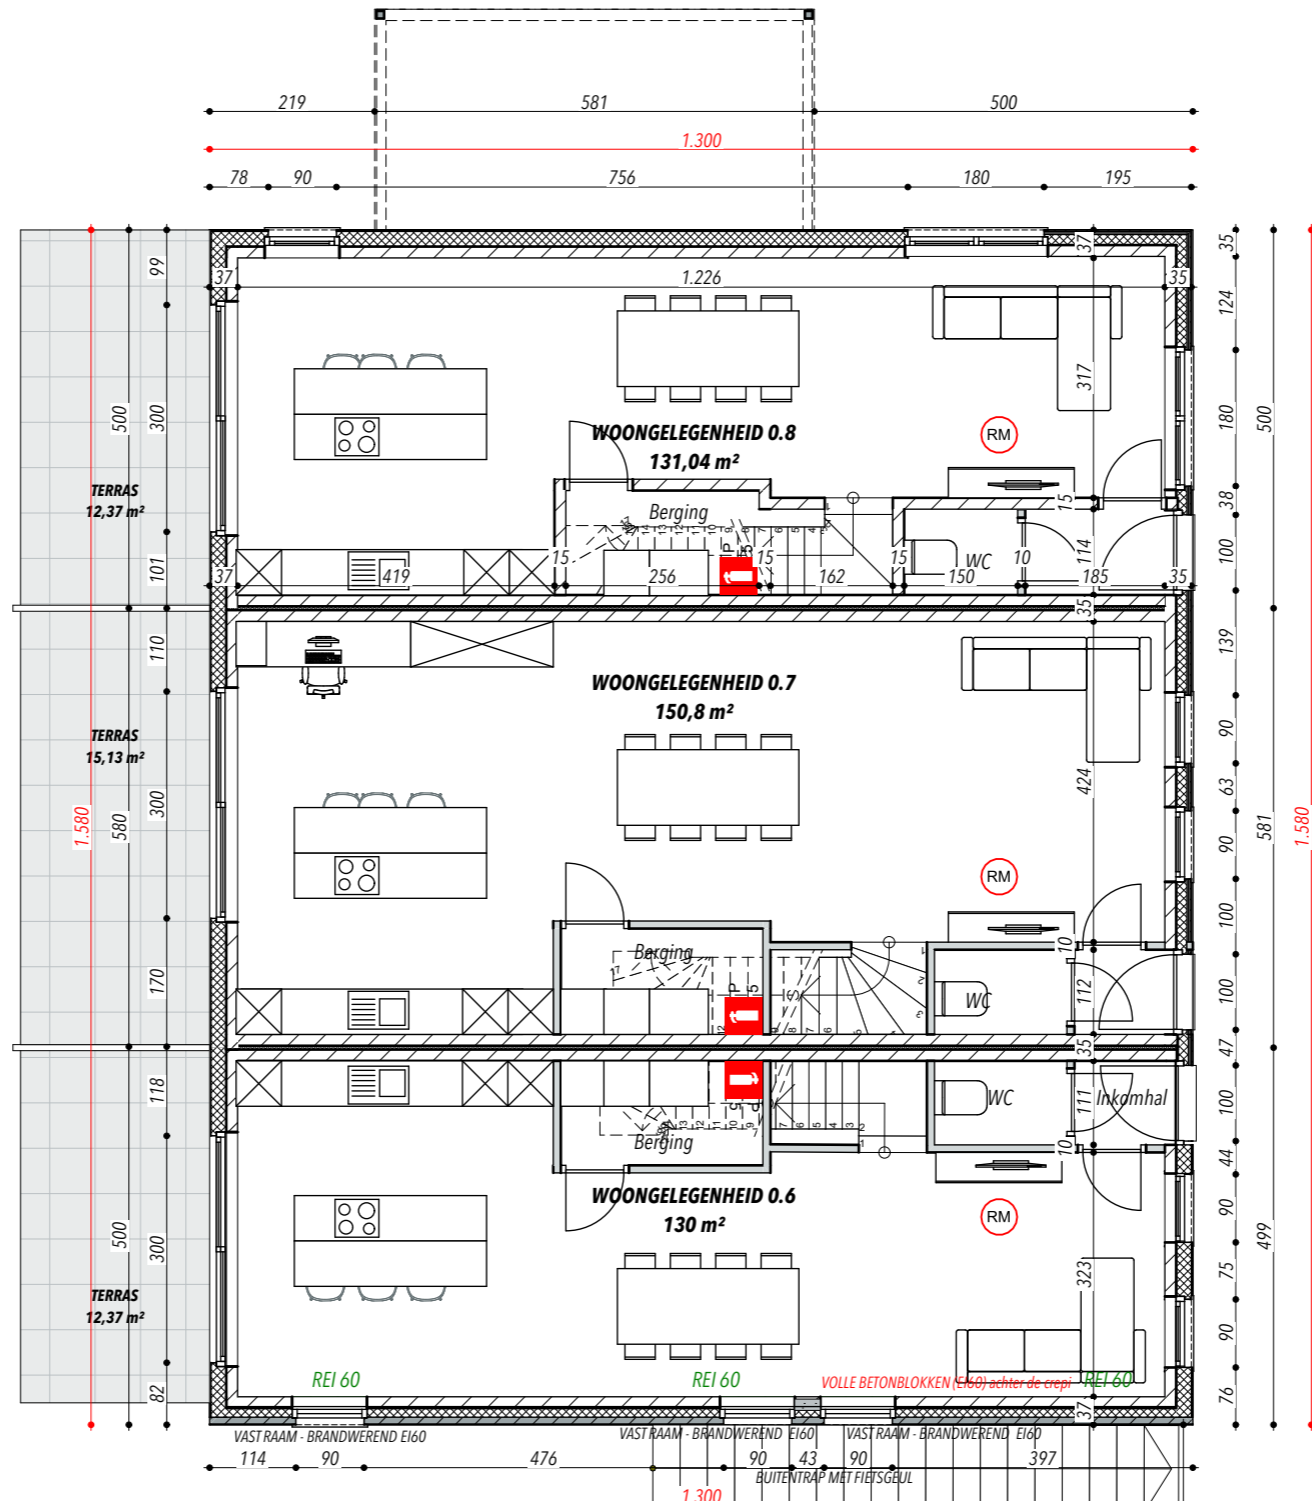 219 581 500
1.300
78 90 756 180 195
37 1.226 35
37
WOONGELEGENHEID 0.8
131,04 m²
RM
317
15
Berging
P
5
WC
114
37 419 15 256 15 162 15 150 10 185 35
35
TERRAS
12,37 m²
99
300
101
500
35
124
180
38
100
500
WOONGELEGENHEID 0.7
150,8 m²
RM
424
10
Berging
P
5
S
WC
112
35
TERRAS
15,13 m²
110
300
170
580
1.580
139
90
63
90
100
100
47
581
1.580
WC
Inkomhal
111
10
P
5
Berging
WOONGELEGENHEID 0.6
130 m²
RM
323
TERRAS
12,37 m²
118
300
82
500
100
44
90
75
90
76
499
REI 60 REI 60 VOLLE BETONBLOKKEN (EI60) achter de crepi REI 60
37
VAST RAAM - BRANDWEREND EI60 VAST RAAM - BRANDWEREND EI60 VAST RAAM - BRANDWEREND EI60
114 90 476 90 43 90 397
BUITENTRAP MET FIETSGEUL
1.300